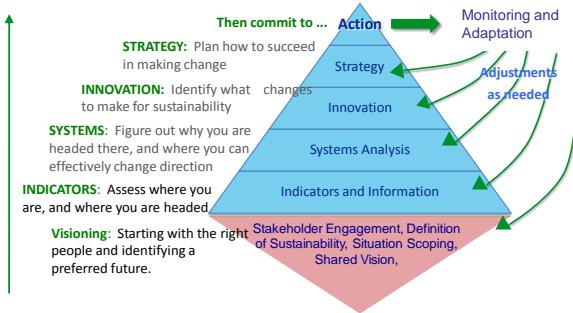 Then commit to ...
Action
Monitoring and
Adaptation
STRATEGY: Plan how to succeed
in making change
Strategy
Adjustments
as needed
INNOVATION: Identify what changes
to make for sustainability
Innovation
SYSTEMS: Figure out why you are
headed there, and where you can
effectively change direction
Systems Analysis
INDICATORS: Assess where you
are, and where you are headed
Indicators and Information
Visioning: Starting with the right
people and identifying a
preferred future.
Stakeholder Engagement, Definition
of Sustainability, Situation Scoping,
Shared Vision,